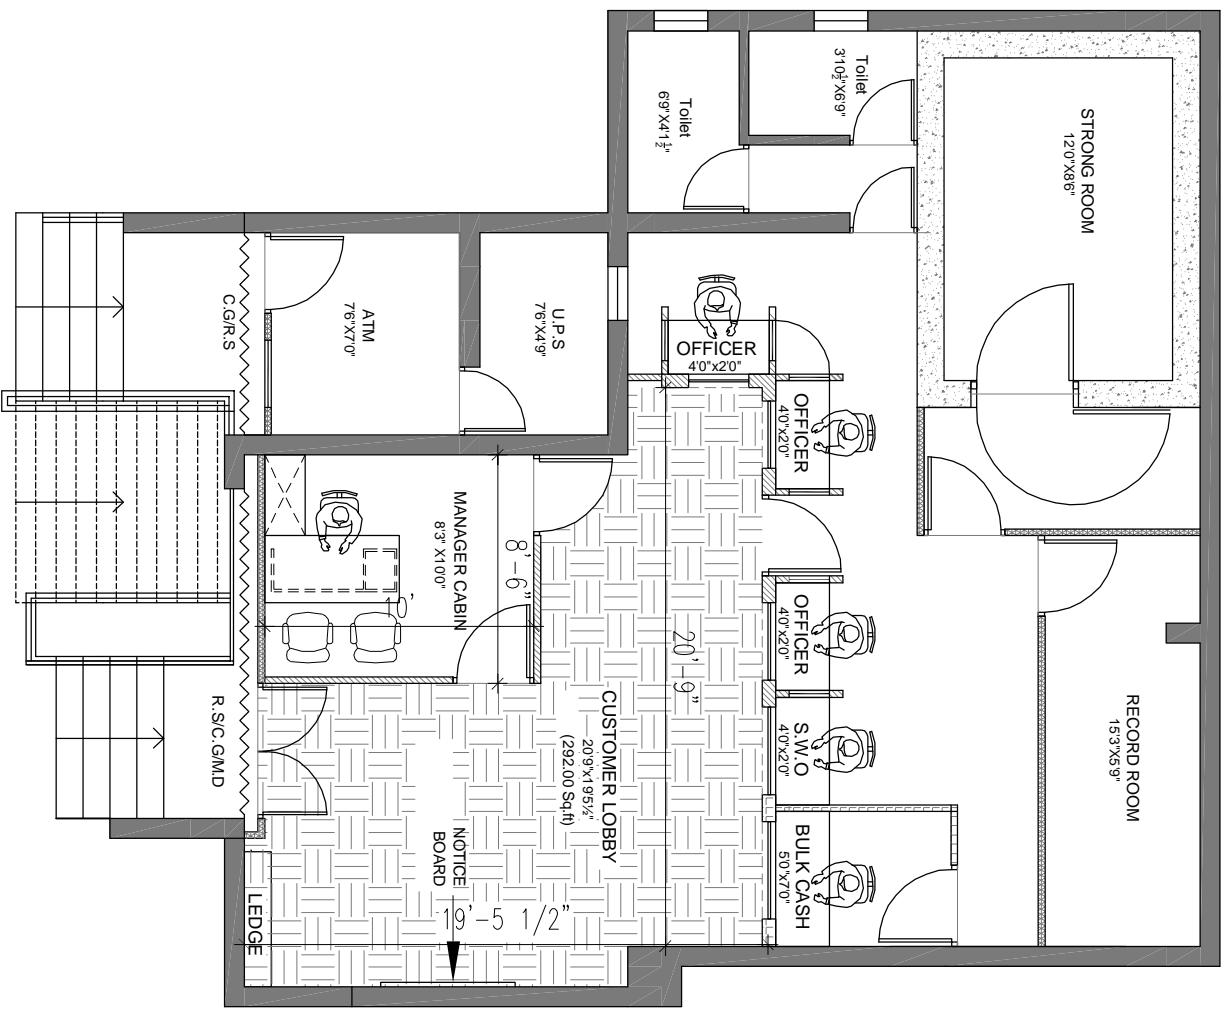 STRONG ROOM
12'0"X8'6"
Toilet
3'10½"X6'9"
Toilet
6'9"X4'1½"
OFFICER
4'0"x2'0"
U.P.S
7'6"X4'9"
ATM
7'6"X7'0"
C.G/R.S
OFFICER
4'0"x2'0"
MANAGER CABIN
8'3" X10'0"
8'-6"
10'
OFFICER
4'0"x2'0"
20'-9"
S.W.O
4'0"x2'0"
CUSTOMER LOBBY
20'9"x19'5½"
(292.00 Sq.ft)
R.S/C.G/M.D
RECORD ROOM
15'3"X5'9"
BULK CASH
5'0"x7'0"
NOTICE
BOARD
19'-5 1/2"
LEDGE